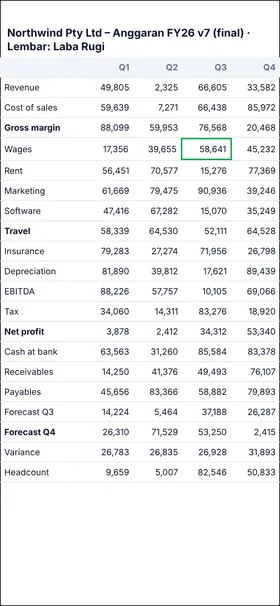 Northwind Pty Ltd – Anggaran FY26 v7 (final) ·
Lembar: Laba Rugi
Q1 Q2 Q3 Q4
Revenue 49,805 2,325 66,605 33,582
Cost of sales 59,639 7,271 66,438 85,972
Gross margin 88,099 59,953 76,568 20,468
Wages 17,356 39,655 58,641 45,232
Rent 56,451 70,577 15,276 77,369
Marketing 61,669 79,475 90,936 39,246
Software 47,416 67,282 15,070 35,249
Travel 58,339 64,530 52,111 64,528
Insurance 79,283 27,274 71,956 26,798
Depreciation 81,890 39,812 17,621 89,439
EBITDA 88,226 57,757 10,105 69,066
Tax 34,060 14,311 83,276 18,920
Net profit 3,878 2,412 34,312 53,340
Cash at bank 63,563 31,260 85,584 83,378
Receivables 14,250 41,376 49,493 76,107
Payables 45,656 83,366 58,882 79,893
Forecast Q3 14,224 5,464 37,188 26,287
Forecast Q4 26,310 71,529 53,250 2,415
Variance 26,783 26,835 26,928 31,893
Headcount 9,659 5,007 82,546 50,833